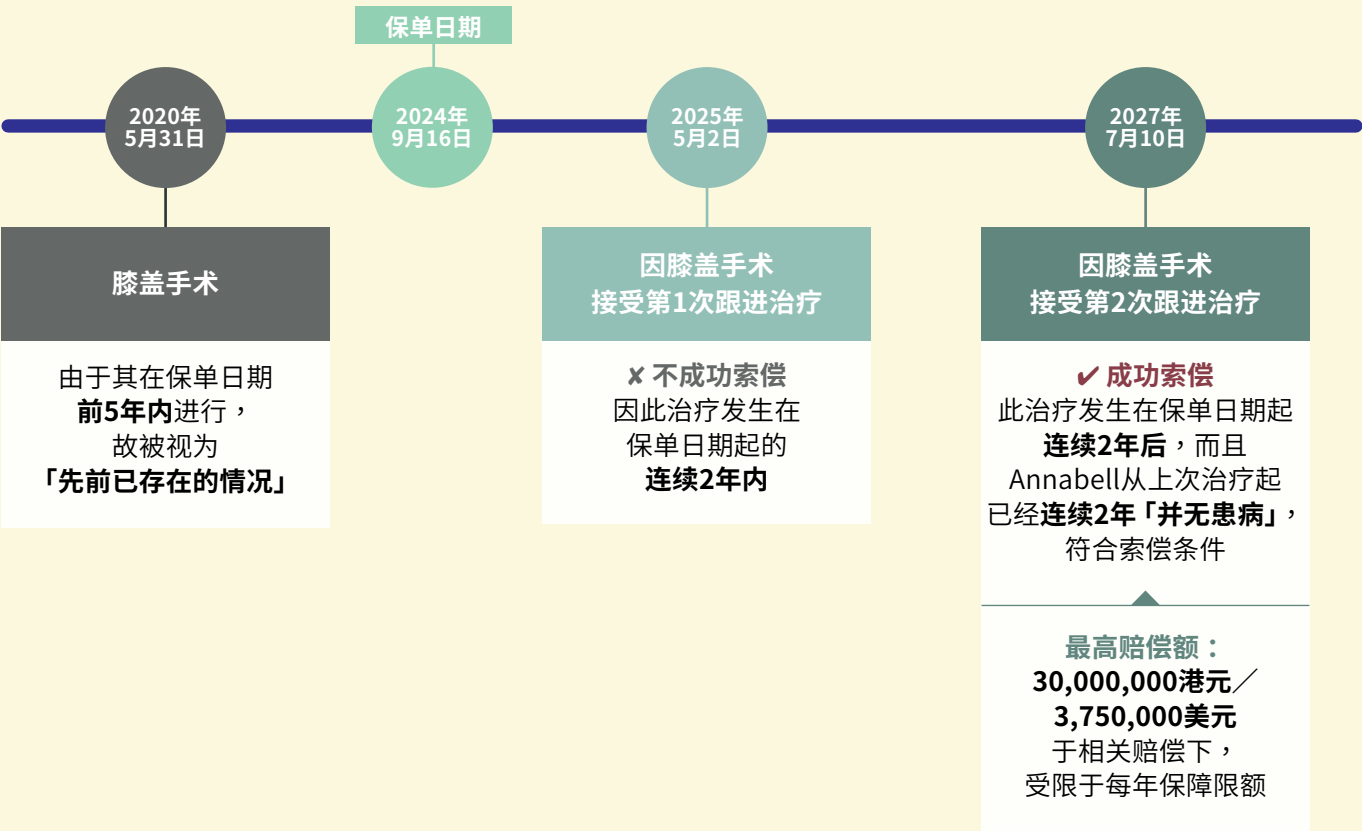 保单日期
2020年
5月31日
2024年
9月16日
2025年
5月2日
2027年
7月10日
膝盖手术
由于其在保单日期
前5年内进行，
故被视为
「先前已存在的情况」
因膝盖手术
接受第1次跟进治疗
✘ 不成功索偿
因此治疗发生在
保单日期起的
连续2年内
因膝盖手术
接受第2次跟进治疗
✔ 成功索偿
此治疗发生在保单日期起
连续2年后，而且
Annabell从上次治疗起
已经连续2年「并无患病」，
符合索偿条件
最高赔偿额：
30,000,000港元／
3,750,000美元
于相关赔偿下，
受限于每年保障限额